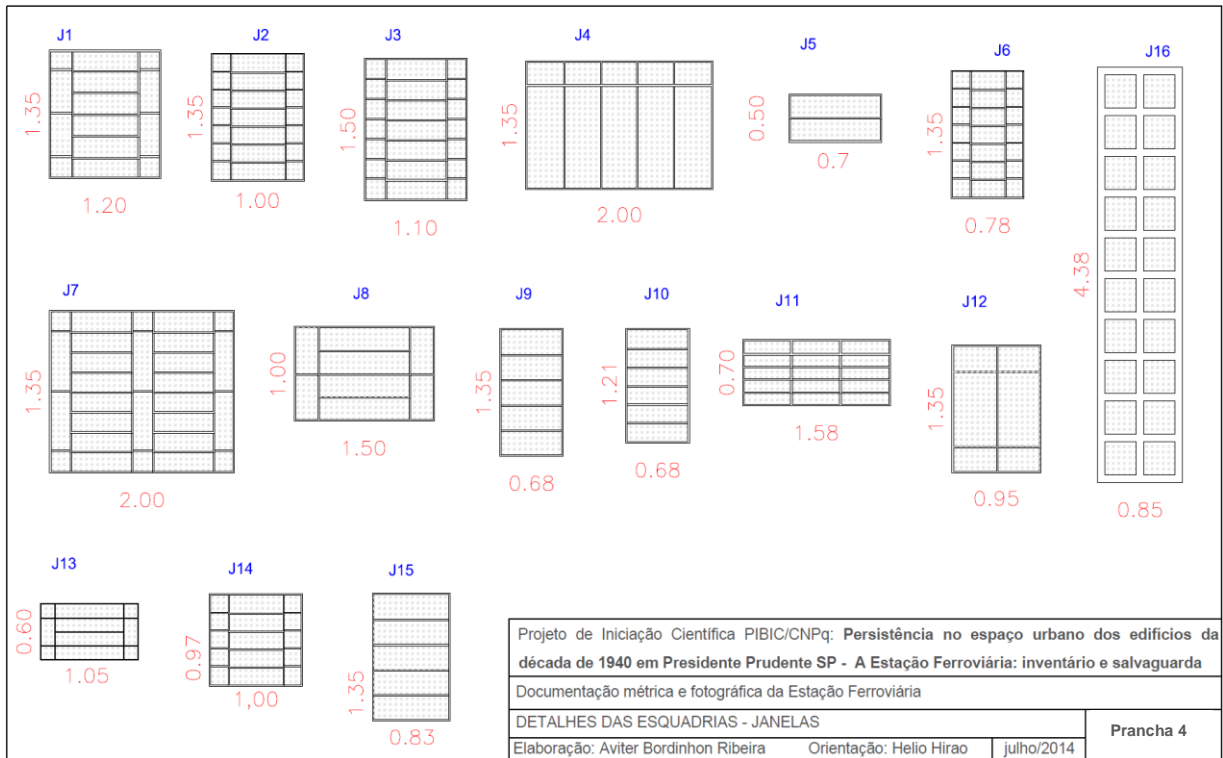 J1
1.35
1.20
J2
1.35
1.00
J3
1.50
1.10
J4
1.35
2.00
J5
0.50
0.7
J6
1.35
0.78
J16
4.38
0.85
J7
1.35
2.00
J8
1.00
1.50
J9
1.35
0.68
J10
1.21
0.68
J11
0.70
1.58
J12
1.35
0.95
J13
0.60
1.05
J14
0.97
1,00
J15
1.35
0.83
Projeto de Iniciação Científica PIBIC/CNPq: Persistência no espaço urbano dos edifícios da
década de 1940 em Presidente Prudente SP - A Estação Ferroviária: inventário e salvaguarda
Documentação métrica e fotográfica da Estação Ferroviária
DETALHES DAS ESQUADRIAS - JANELAS
Prancha 4
Elaboração: Aviter Bordinhon Ribeira Orientação: Helio Hirao julho/2014